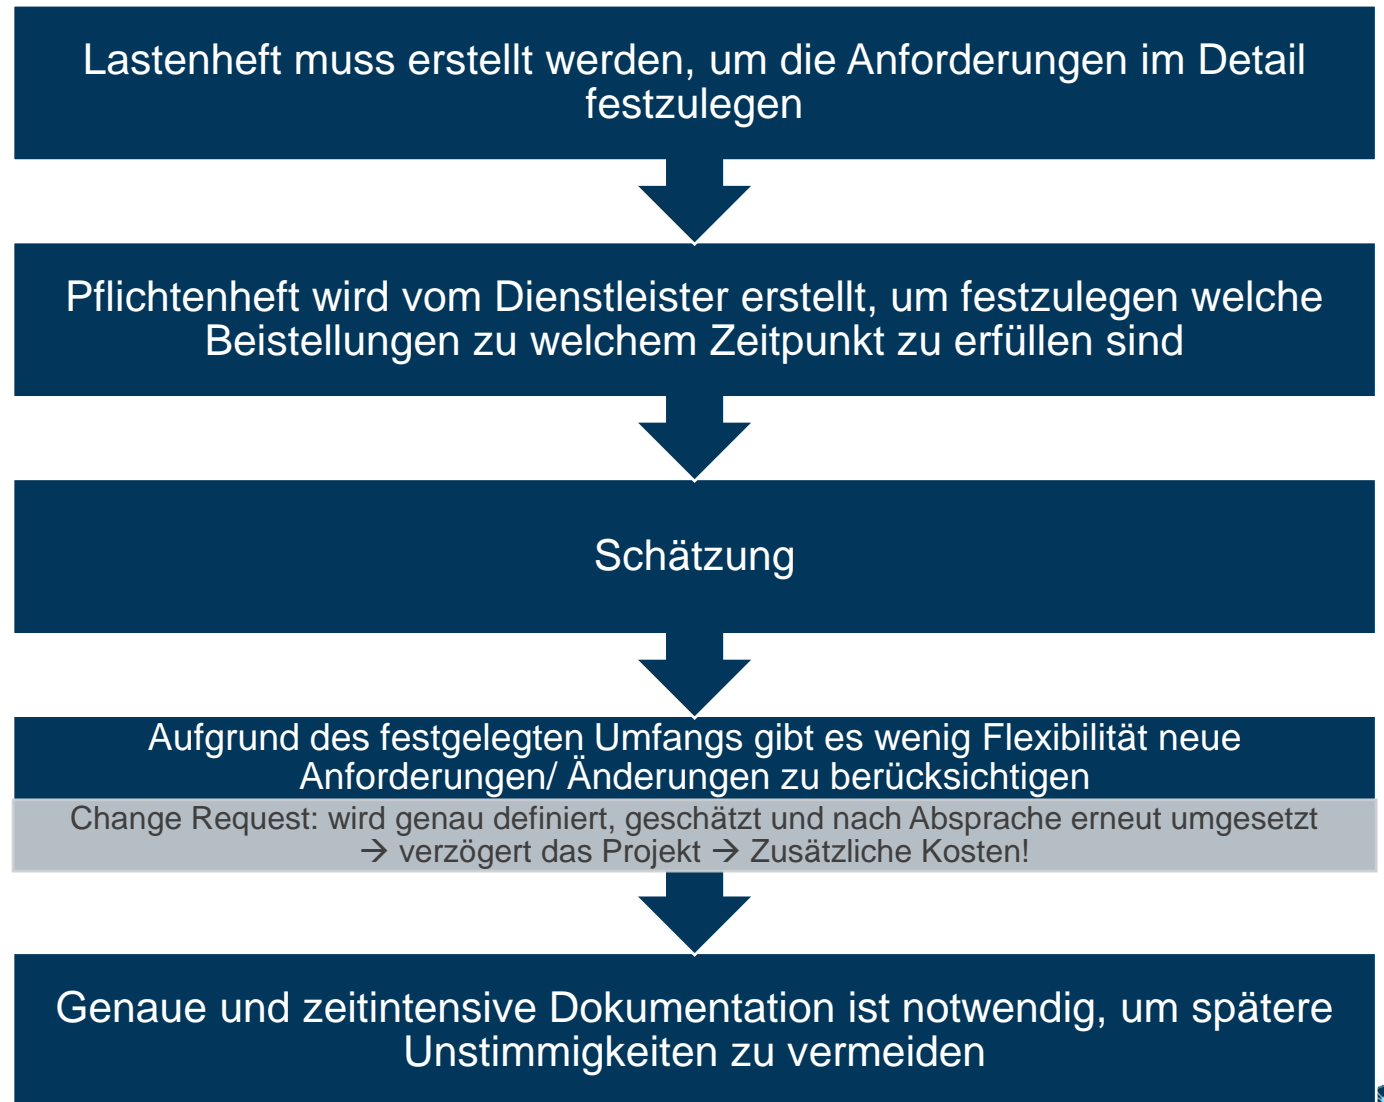 Lastenheft muss erstellt werden, um die Anforderungen im Detail
festzulegen
Pflichtenheft wird vom Dienstleister erstellt, um festzulegen welche
Beistellungen zu welchem Zeitpunkt zu erfüllen sind
Schätzung
Aufgrund des festgelegten Umfangs gibt es wenig Flexibilität neue
Anforderungen/ Änderungen zu berücksichtigen
Change Request: wird genau definiert, geschätzt und nach Absprache erneut umgesetzt
→ verzögert das Projekt → Zusätzliche Kosten!
Genaue und zeitintensive Dokumentation ist notwendig, um spätere
Unstimmigkeiten zu vermeiden